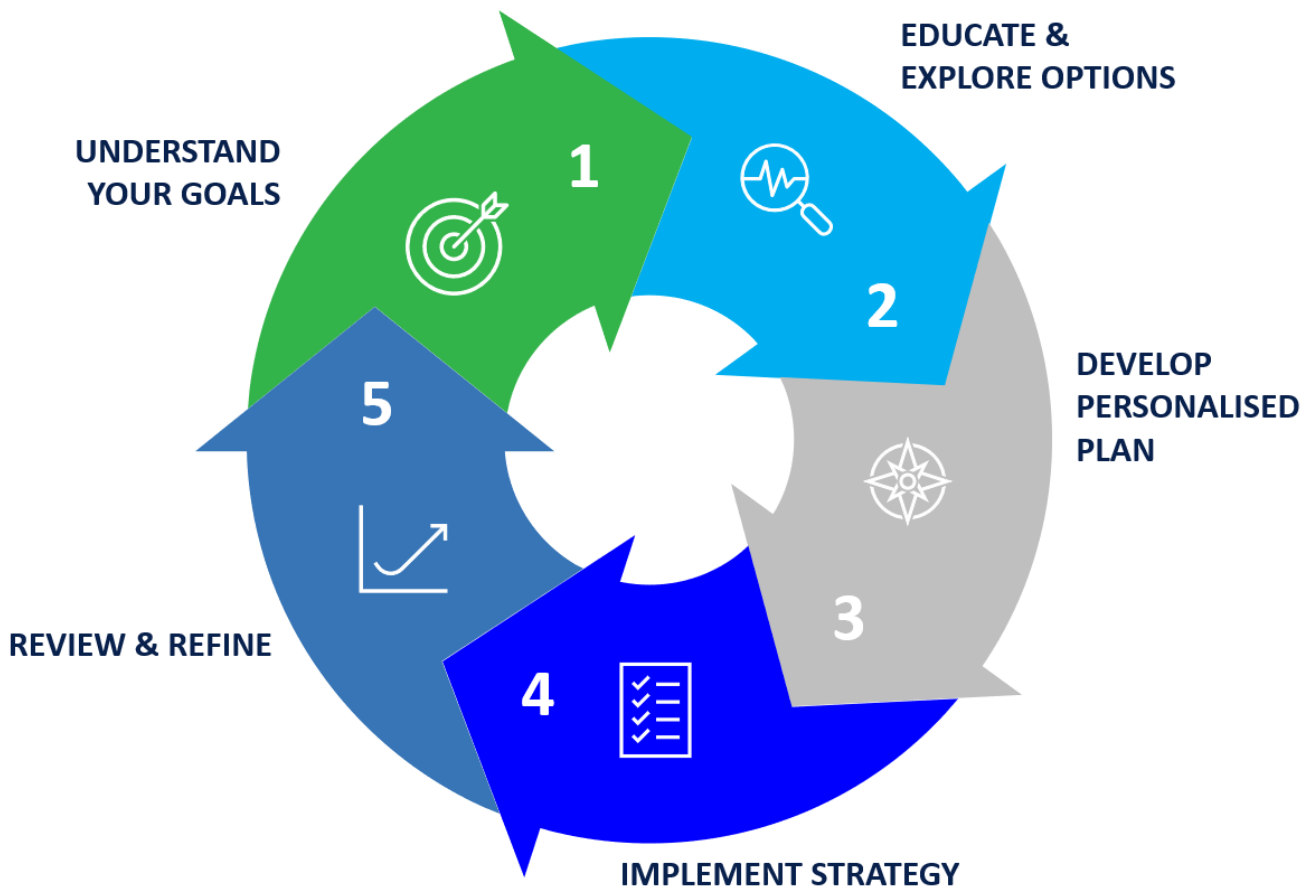 UNDERSTAND
YOUR GOALS
1
EDUCATE &
EXPLORE OPTIONS
2
DEVELOP
PERSONALISED
PLAN
3
IMPLEMENT STRATEGY
4
REVIEW & REFINE
5